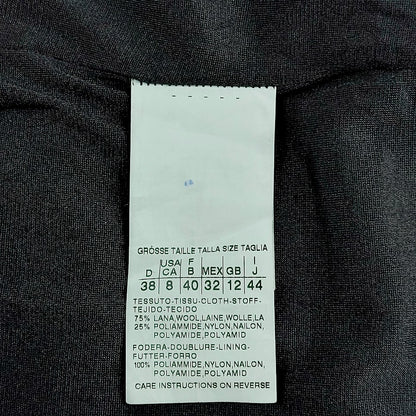 GRÖSSE TAILLE TALLA SIZE TAGLIA
USA F I
D CA B MEX GB J
38 8 40 32 12 44
TESSUTO-TISSU-CLOTH-STOFF-
TEJIDO-TECIDO
75% LANA,WOOL,LAINE,WOLLE,LA
25% POLIAMMIDE,NYLON,NAILON,
POLYAMIDE,POLYAMID
FODERA-DOUBLURE-LINING-
FUTTER-FORRO
100% POLIAMMIDE,NYLON,NAILON,
POLYAMIDE,POLYAMID
CARE INSTRUCTIONS ON REVERSE